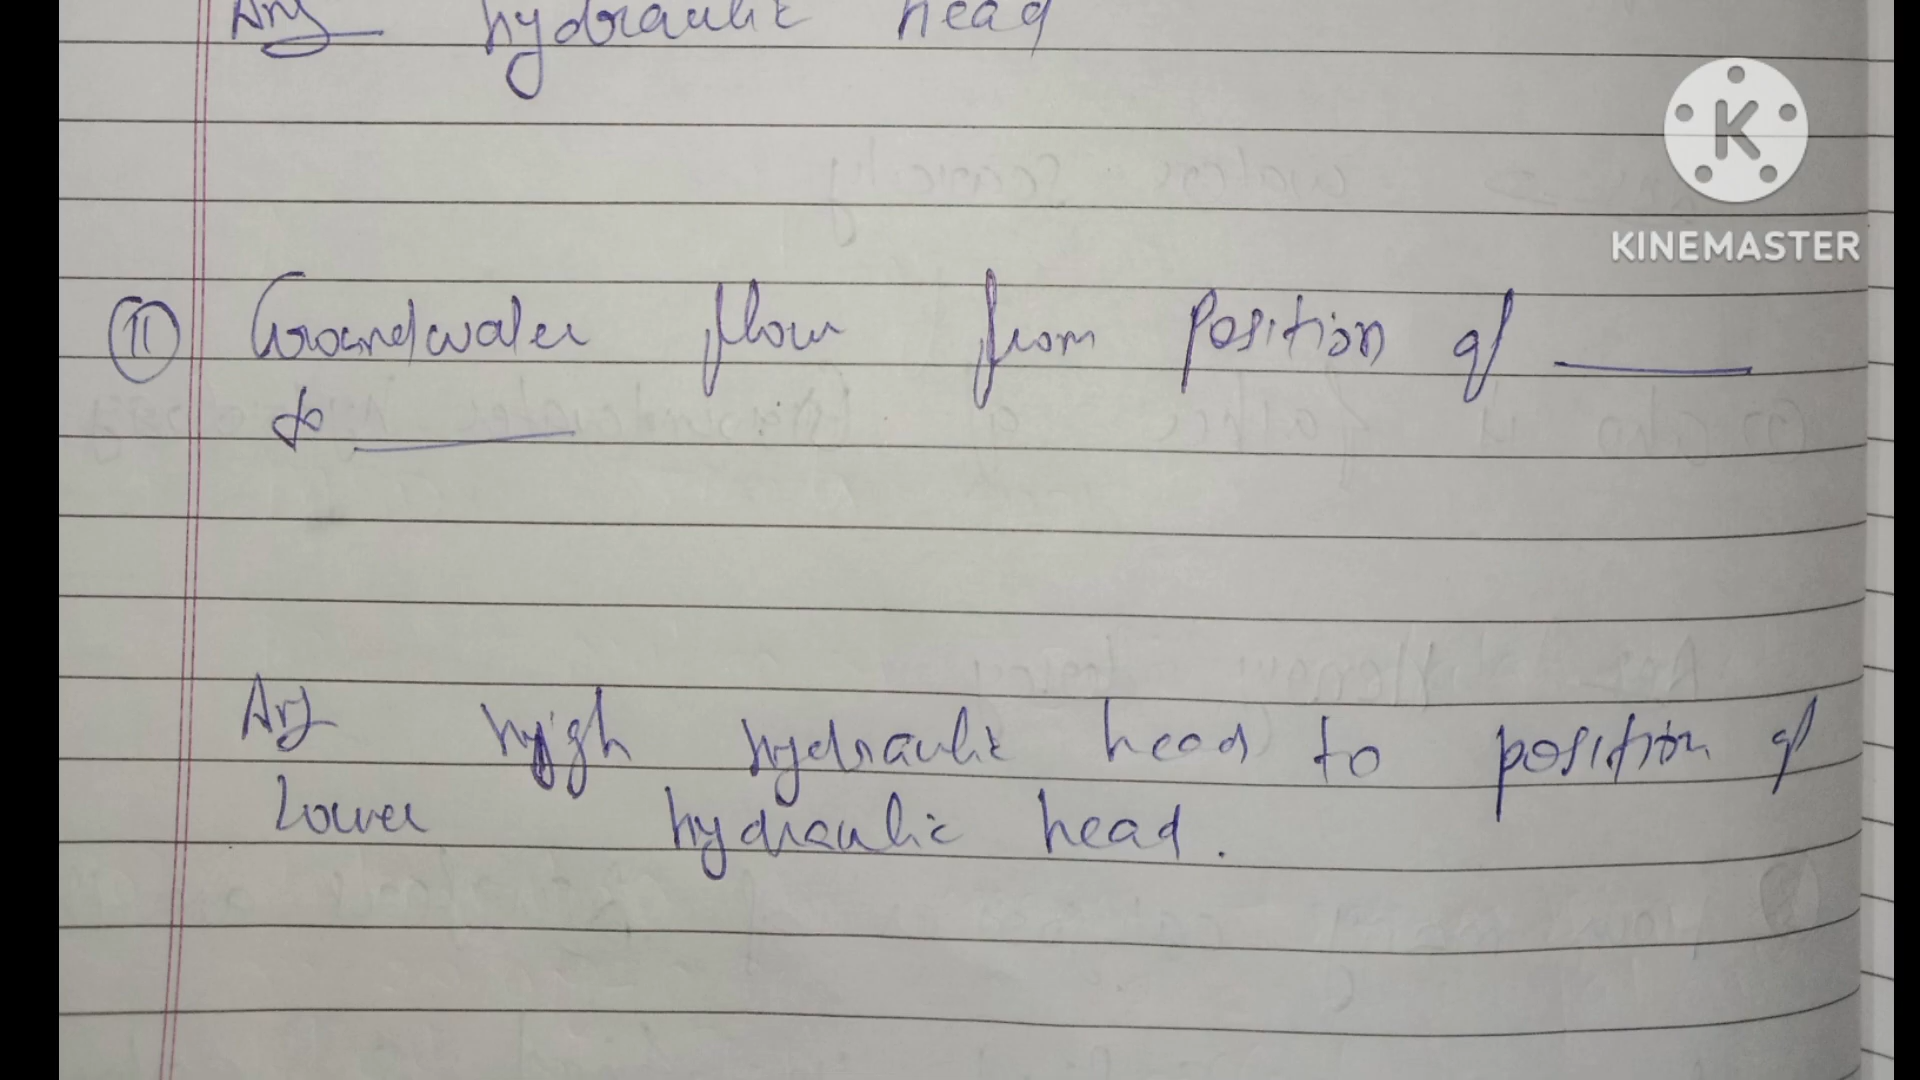 Ans hydraulic head
K
KINEMASTER
11 Groundwater flow from Position of ______
to ______
Ans high hydraulic head to position of
Lower hydraulic head.